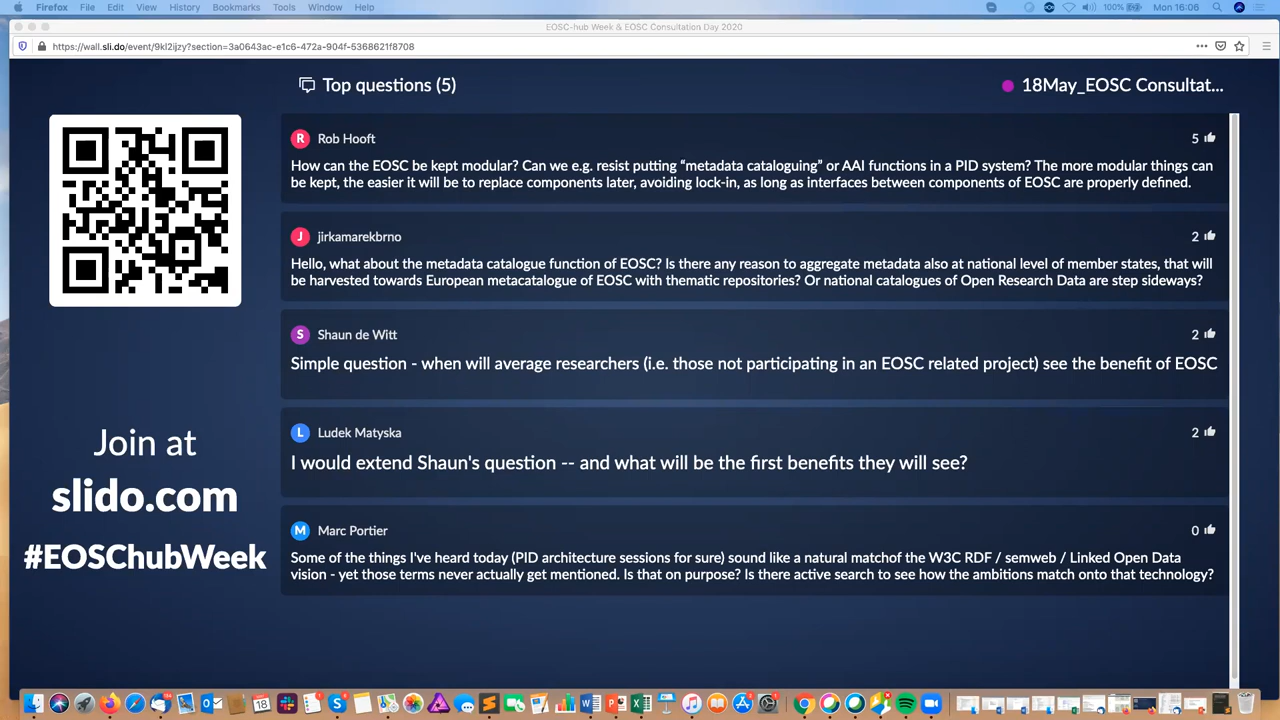 Firefox File Edit View History Bookmarks Tools Window Help 100% Mon 16:06
EOSC-hub Week & EOSC Consultation Day 2020
https://wall.sli.do/event/9kl2ijzy?section=3a0643ac-e1c6-472a-904f-5368621f8708
Top questions (5)
18May_EOSC Consultat...
R Rob Hooft 5
How can the EOSC be kept modular? Can we e.g. resist putting “metadata cataloguing” or AAI functions in a PID system? The more modular things can
be kept, the easier it will be to replace components later, avoiding lock-in, as long as interfaces between components of EOSC are properly defined.
J jirkamarekbrno 2
Hello, what about the metadata catalogue function of EOSC? Is there any reason to aggregate metadata also at national level of member states, that will
be harvested towards European metacatalogue of EOSC with thematic repositories? Or national catalogues of Open Research Data are step sideways?
S Shaun de Witt 2
Simple question - when will average researchers (i.e. those not participating in an EOSC related project) see the benefit of EOSC
L Ludek Matyska 2
I would extend Shaun's question -- and what will be the first benefits they will see?
M Marc Portier 0
Some of the things I've heard today (PID architecture sessions for sure) sound like a natural matchof the W3C RDF / semweb / Linked Open Data
vision - yet those terms never actually get mentioned. Is that on purpose? Is there active search to see how the ambitions match onto that technology?
Join at
slido.com
#EOSChubWeek